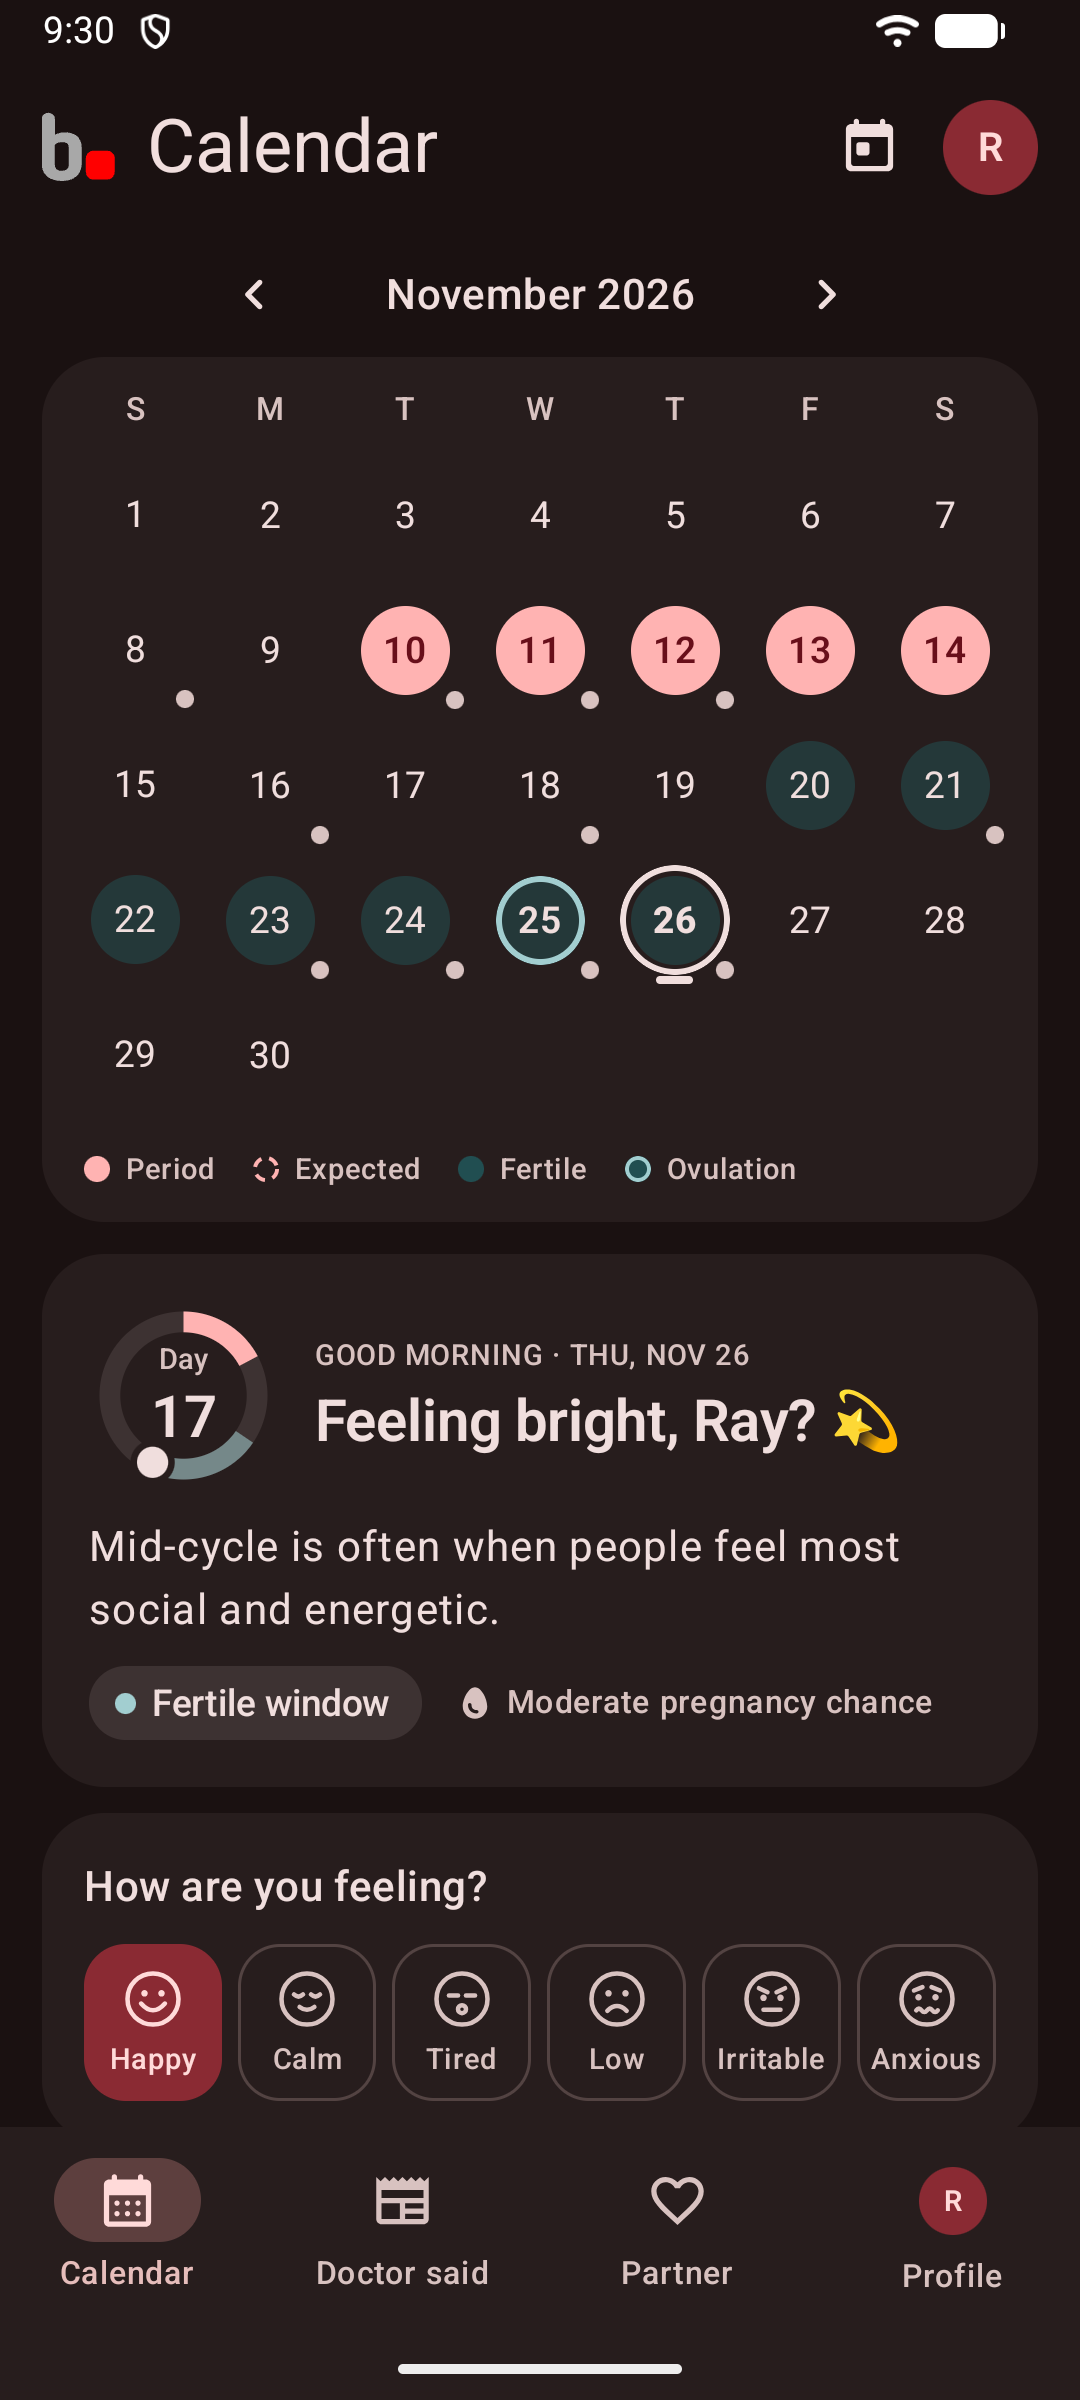 9:30
b. Calendar
R
November 2026
S M T W T F S
1 2 3 4 5 6 7
8 9 10 11 12 13 14
15 16 17 18 19 20 21
22 23 24 25 26 27 28
29 30
Period Expected Fertile Ovulation
Day
17
GOOD MORNING · THU, NOV 26
Feeling bright, Ray? 💫
Mid-cycle is often when people feel most
social and energetic.
Fertile window Moderate pregnancy chance
How are you feeling?
Happy Calm Tired Low Irritable Anxious
R
Calendar Doctor said Partner Profile